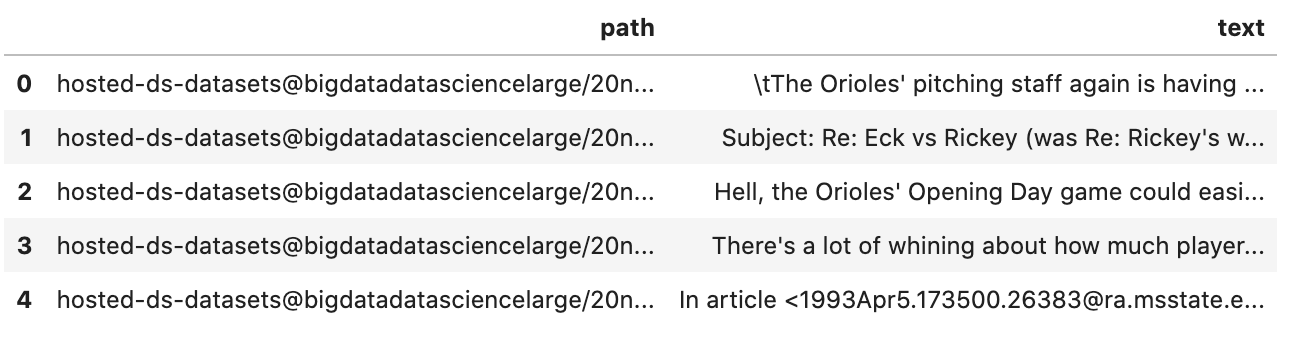 path text
0 hosted-ds-datasets@bigdatadatasciencelarge/20n... \tThe Orioles' pitching staff again is having ...
1 hosted-ds-datasets@bigdatadatasciencelarge/20n... Subject: Re: Eck vs Rickey (was Re: Rickey's w...
2 hosted-ds-datasets@bigdatadatasciencelarge/20n... Hell, the Orioles' Opening Day game could easi...
3 hosted-ds-datasets@bigdatadatasciencelarge/20n... There's a lot of whining about how much player...
4 hosted-ds-datasets@bigdatadatasciencelarge/20n... In article <1993Apr5.173500.26383@ra.msstate.e...